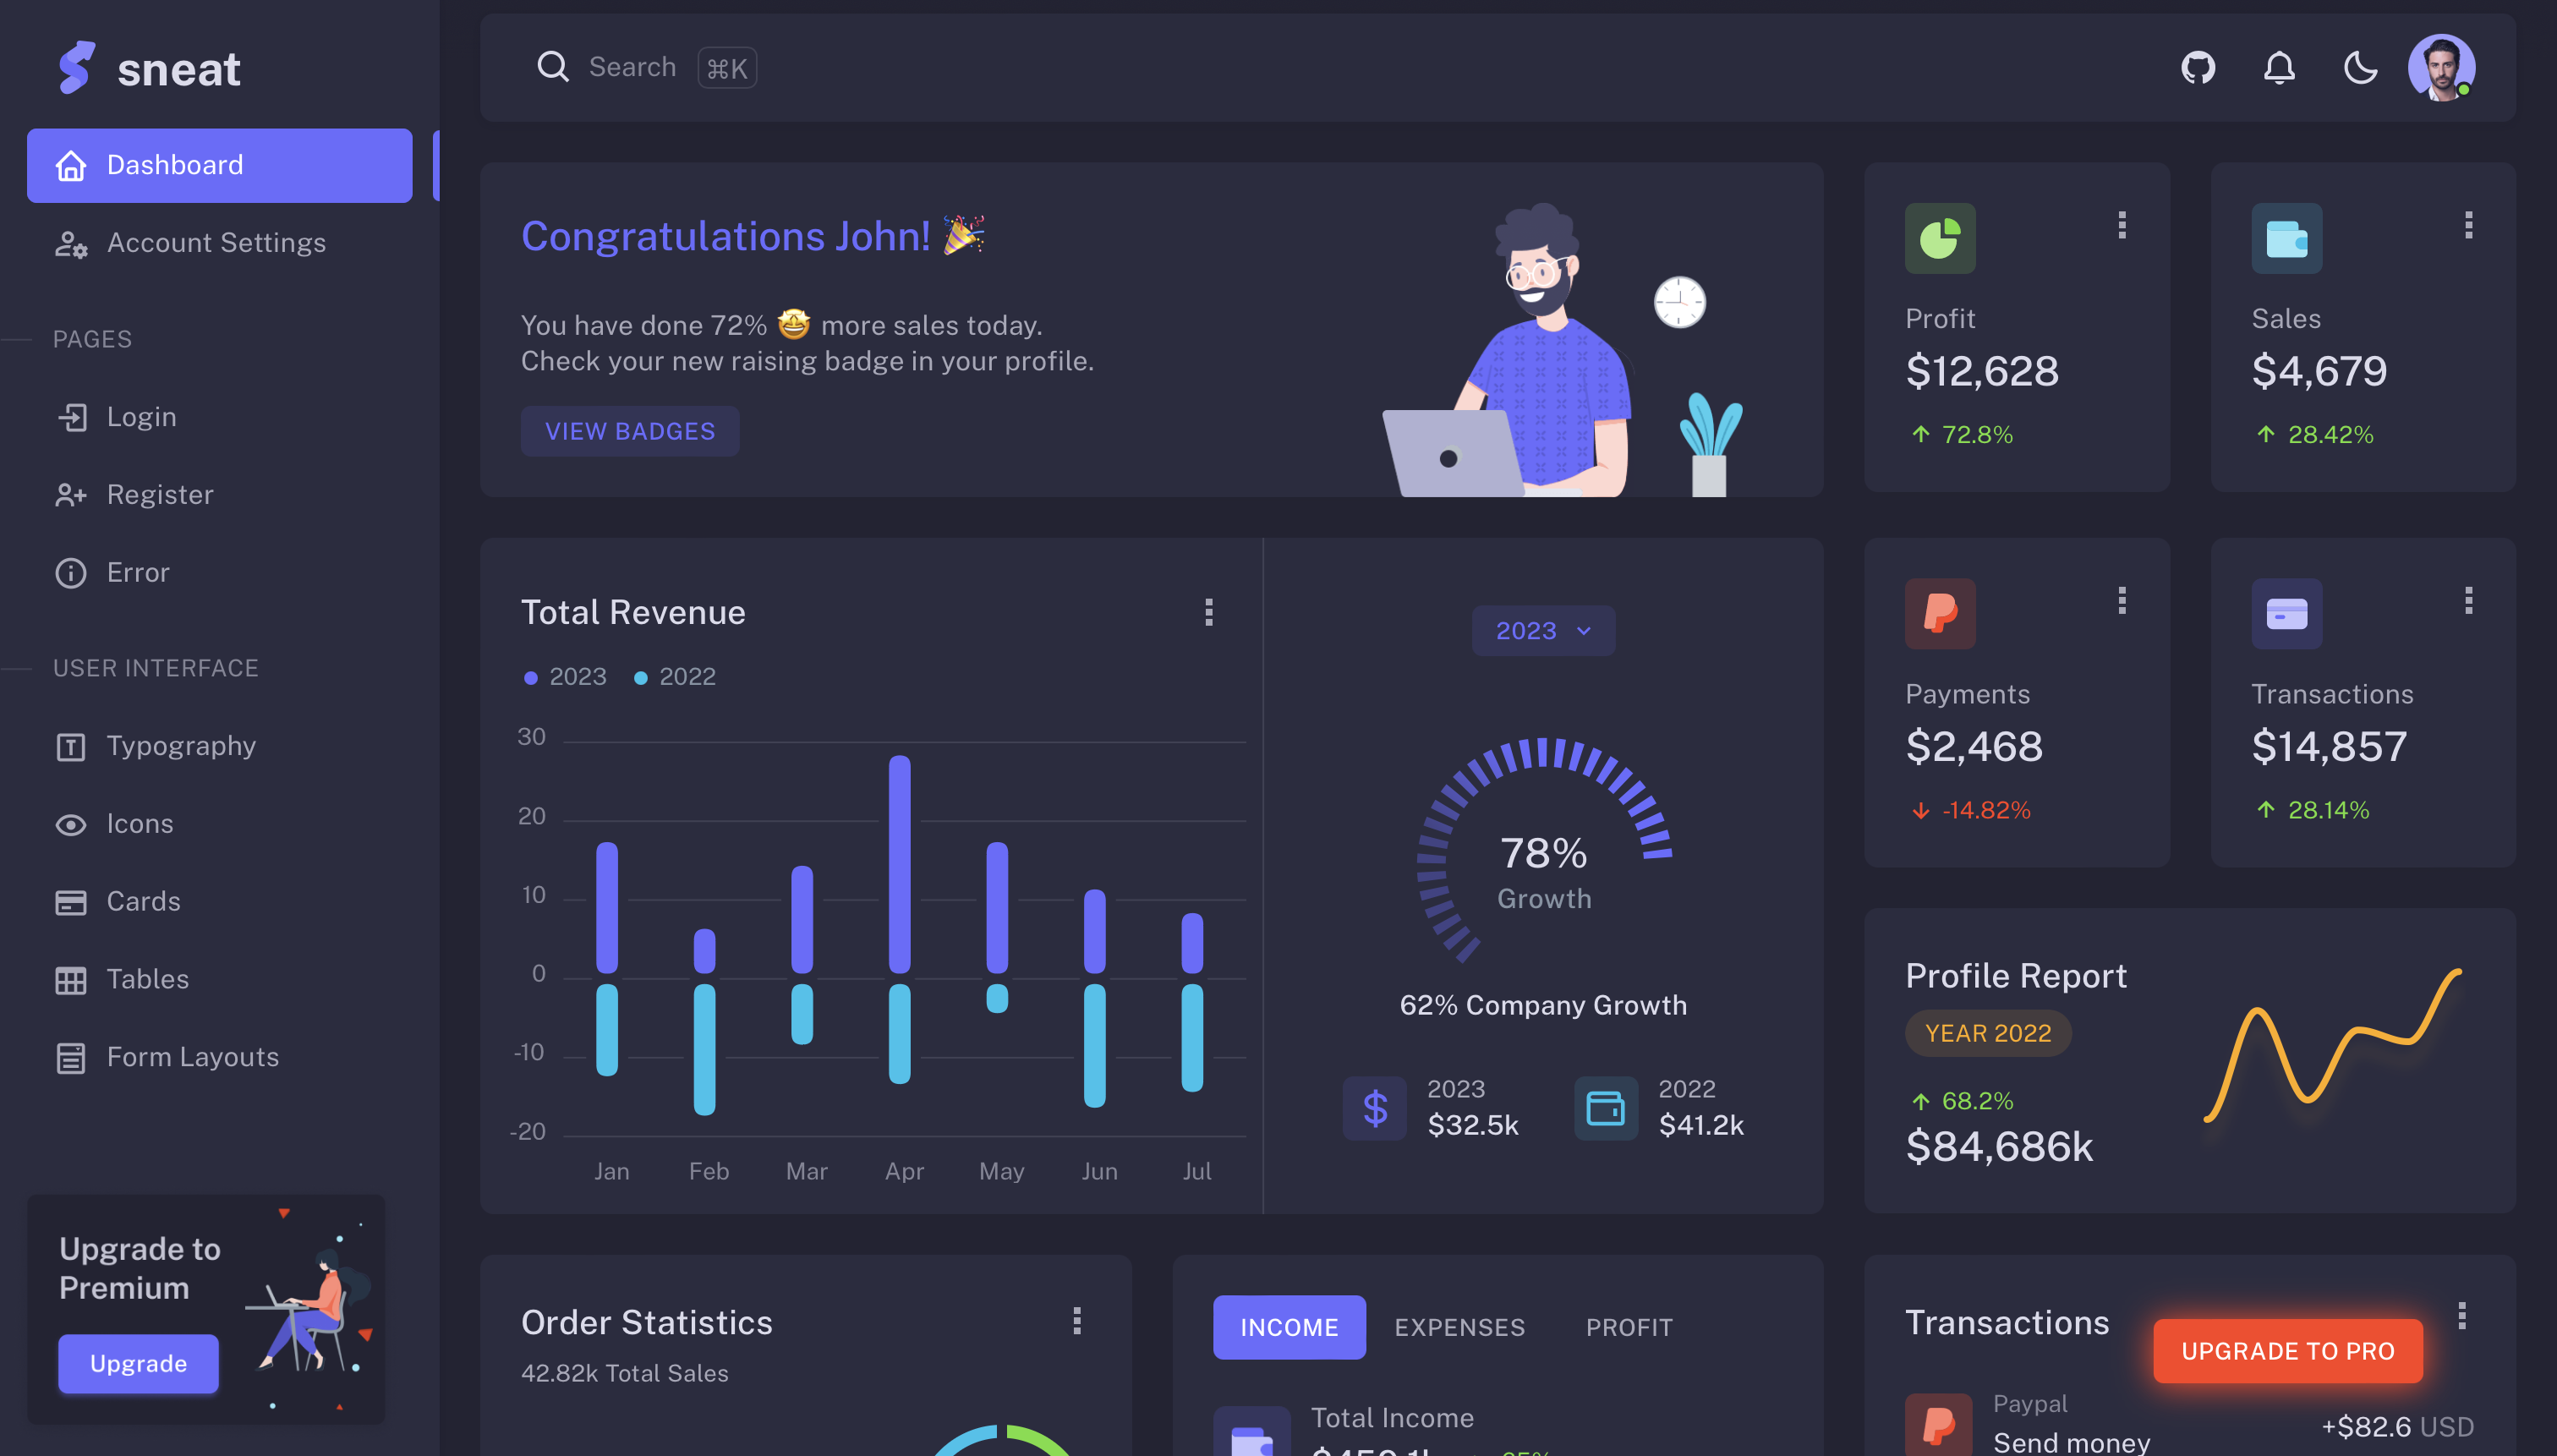 sneat
Dashboard
Account Settings
PAGES
Login
Register
Error
USER INTERFACE
Typography
Icons
Cards
Tables
Form Layouts
Upgrade to
Premium
Upgrade
Search ⌘K
Congratulations John! 🎉
You have done 72% 🤩 more sales today.
Check your new raising badge in your profile.
VIEW BADGES
Profit
$12,628
72.8%
Sales
$4,679
28.42%
Total Revenue
2023 2022
30
20
10
0
-10
-20
Jan Feb Mar Apr May Jun Jul
2023
78%
Growth
62% Company Growth
2023
$32.5k
2022
$41.2k
Payments
$2,468
-14.82%
Transactions
$14,857
28.14%
Profile Report
YEAR 2022
68.2%
$84,686k
Order Statistics
42.82k Total Sales
INCOME EXPENSES PROFIT
Total Income
Transactions
UPGRADE TO PRO
Paypal
Send money
+$82.6 USD